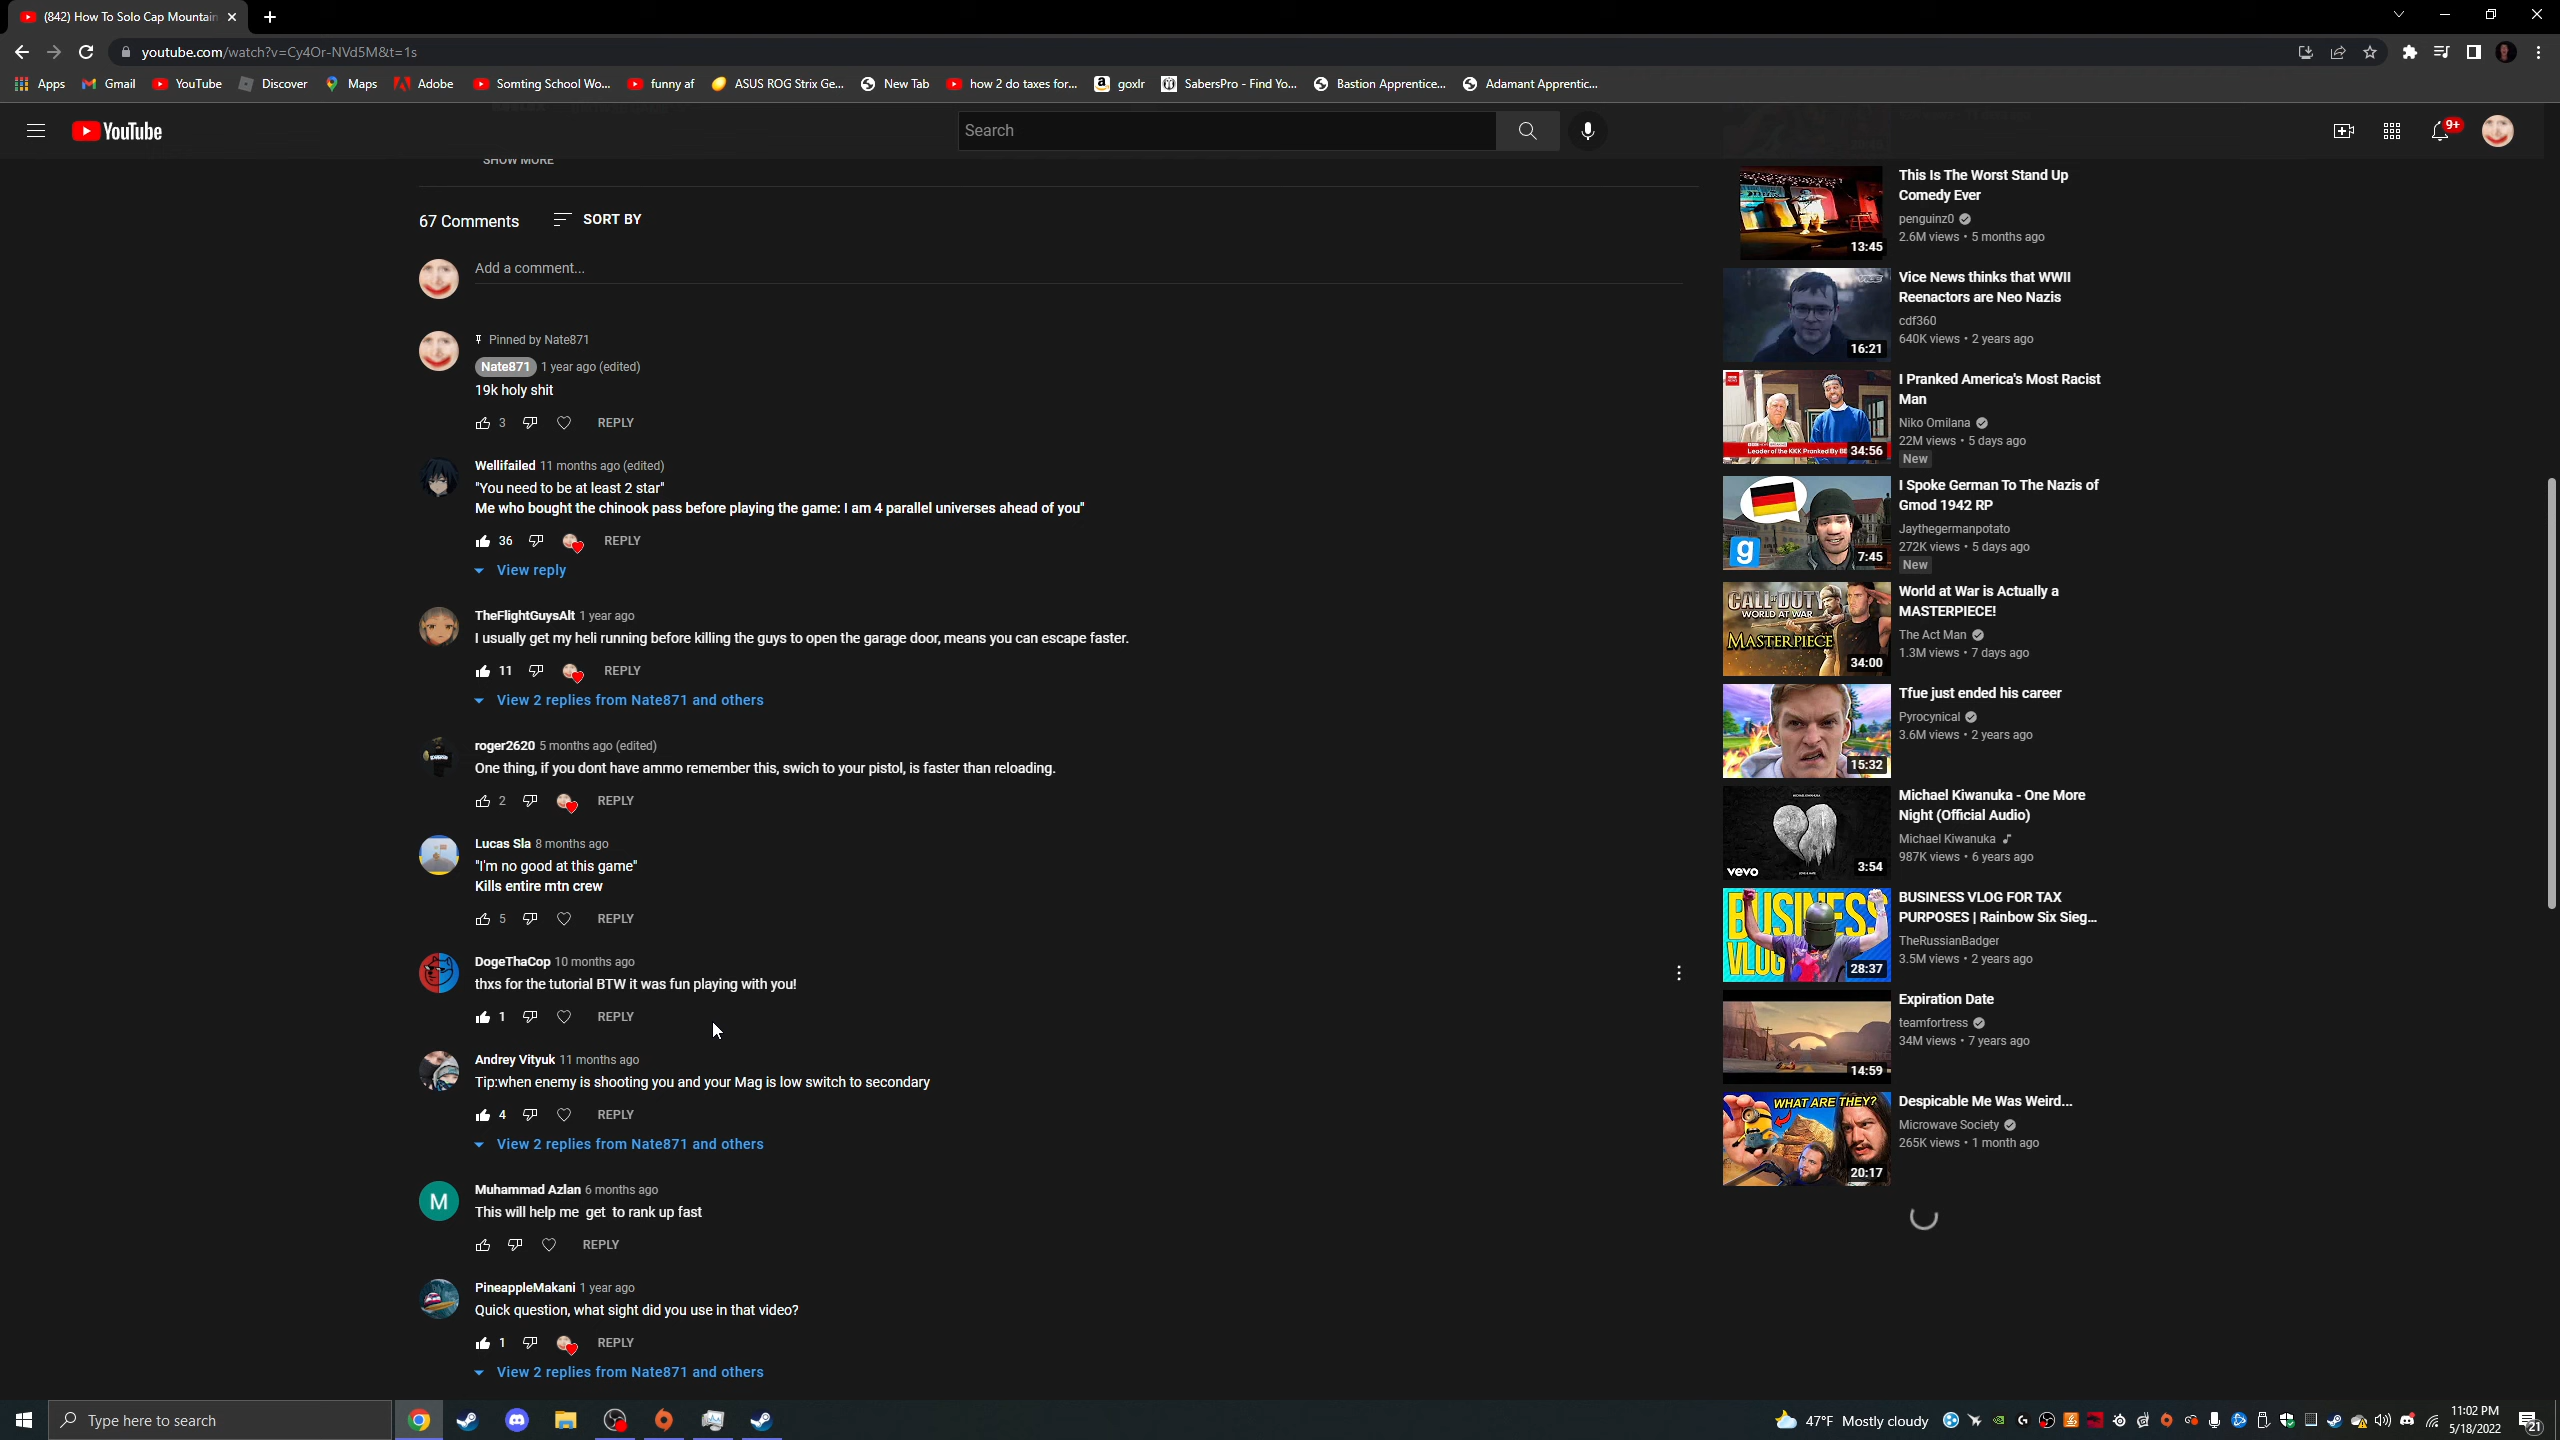 (842) How To Solo Cap Mountain
youtube.com/watch?v=Cy4Or-NVd5M&t=1s
Apps
Gmail
YouTube
Discover
Maps
Adobe
Somting School Wo...
funny af
ASUS ROG Strix Ge...
New Tab
how 2 do taxes for...
goxlr
SabersPro - Find Yo...
Bastion Apprentice...
Adamant Apprentic...
YouTube
Search
9+
SHOW MORE
67 Comments
SORT BY
Add a comment...
Pinned by Nate871
Nate871 1 year ago (edited)
19k holy shit
3 REPLY
Wellifailed 11 months ago (edited)
"You need to be at least 2 star"
Me who bought the chinook pass before playing the game: I am 4 parallel universes ahead of you"
36 REPLY
View reply
TheFlightGuysAlt 1 year ago
I usually get my heli running before killing the guys to open the garage door, means you can escape faster.
11 REPLY
View 2 replies from Nate871 and others
roger2620 5 months ago (edited)
One thing, if you dont have ammo remember this, swich to your pistol, is faster than reloading.
2 REPLY
Lucas Sla 8 months ago
"I'm no good at this game"
Kills entire mtn crew
5 REPLY
DogeThaCop 10 months ago
thxs for the tutorial BTW it was fun playing with you!
1 REPLY
Andrey Vityuk 11 months ago
Tip:when enemy is shooting you and your Mag is low switch to secondary
4 REPLY
View 2 replies from Nate871 and others
M
Muhammad Azlan 6 months ago
This will help me get to rank up fast
REPLY
PineappleMakani 1 year ago
Quick question, what sight did you use in that video?
1 REPLY
View 2 replies from Nate871 and others
13:45
This Is The Worst Stand Up
Comedy Ever
penguinz0
2.6M views • 5 months ago
16:21
Vice News thinks that WWII
Reenactors are Neo Nazis
cdf360
640K views • 2 years ago
Leader of the KKK Pranked By BB
34:56
I Pranked America's Most Racist
Man
Niko Omilana
22M views • 5 days ago
New
g
7:45
I Spoke German To The Nazis of
Gmod 1942 RP
Jaythegermanpotato
272K views • 5 days ago
New
CALL OF DUTY
WORLD AT WAR
MASTERPIECE
34:00
World at War is Actually a
MASTERPIECE!
The Act Man
1.3M views • 7 days ago
15:32
Tfue just ended his career
Pyrocynical
3.6M views • 2 years ago
vevo
3:54
Michael Kiwanuka - One More
Night (Official Audio)
Michael Kiwanuka
987K views • 6 years ago
BUSINESS
VLOG
28:37
BUSINESS VLOG FOR TAX
PURPOSES | Rainbow Six Sieg...
TheRussianBadger
3.5M views • 2 years ago
14:59
Expiration Date
teamfortress
34M views • 7 years ago
WHAT ARE THEY?
20:17
Despicable Me Was Weird...
Microwave Society
265K views • 1 month ago
Type here to search
47°F Mostly cloudy
11:02 PM
5/18/2022
21